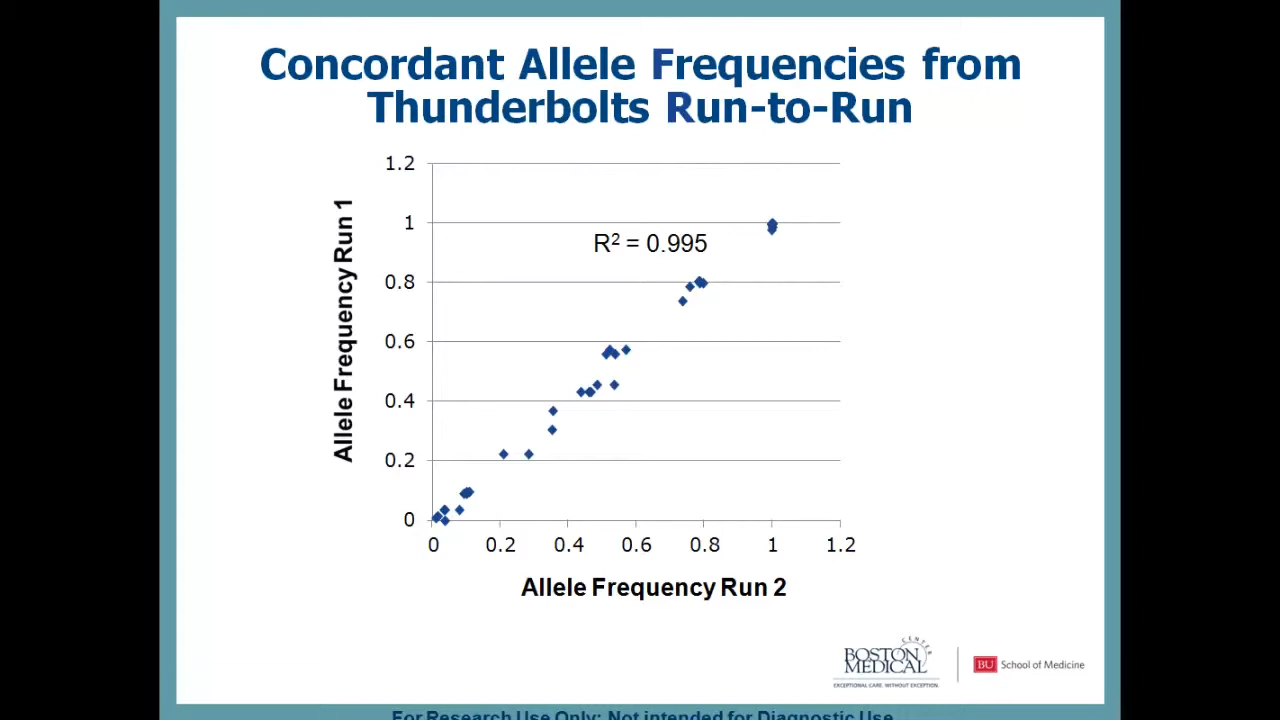 Concordant Allele Frequencies from
Thunderbolts Run-to-Run
1.2
1
0.8
0.6
0.4
0.2
0
Allele Frequency Run 1
R² = 0.995
0 0.2 0.4 0.6 0.8 1 1.2
Allele Frequency Run 2
CENTER
BOSTON
MEDICAL
EXCEPTIONAL CARE. WITHOUT EXCEPTION.
BU School of Medicine
For Research Use Only; Not intended for Diagnostic Use